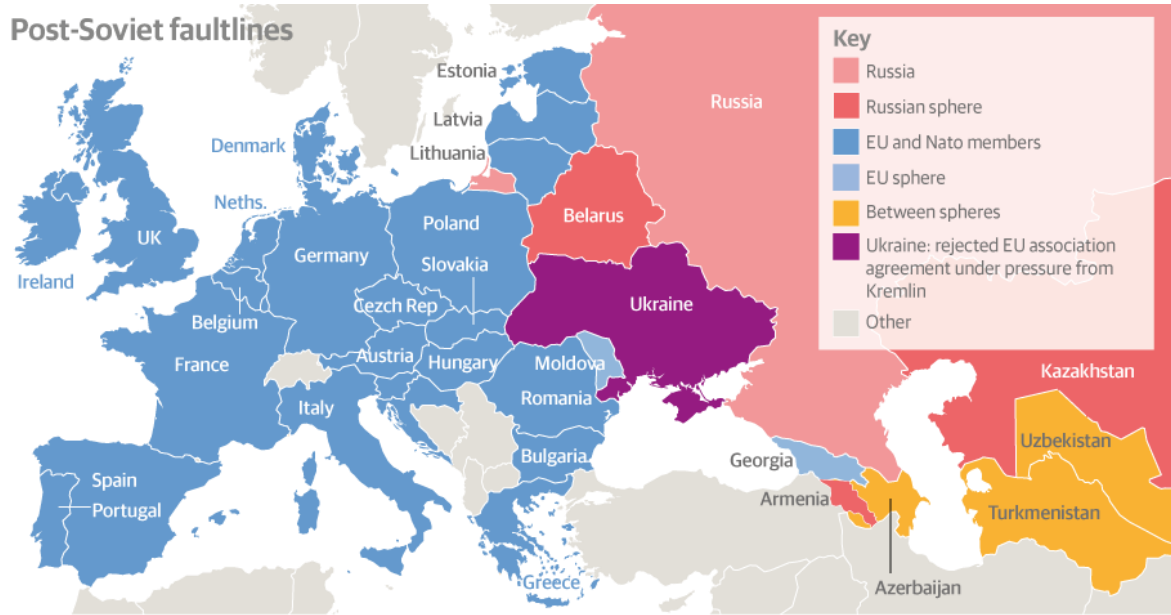 Post-Soviet faultlines
Key
Russia
Russian sphere
EU and Nato members
EU sphere
Between spheres
Ukraine: rejected EU association
agreement under pressure from
Kremlin
Other
Estonia
Latvia
Lithuania
Russia
Denmark
Neths.
Belarus
Poland
UK
Germany
Slovakia
Ireland
Cezch Rep
Ukraine
Belgium
France
Austria
Hungary
Moldova
Kazakhstan
Italy
Romania
Uzbekistan
Bulgaria
Georgia
Spain
Portugal
Armenia
Turkmenistan
Greece
Azerbaijan